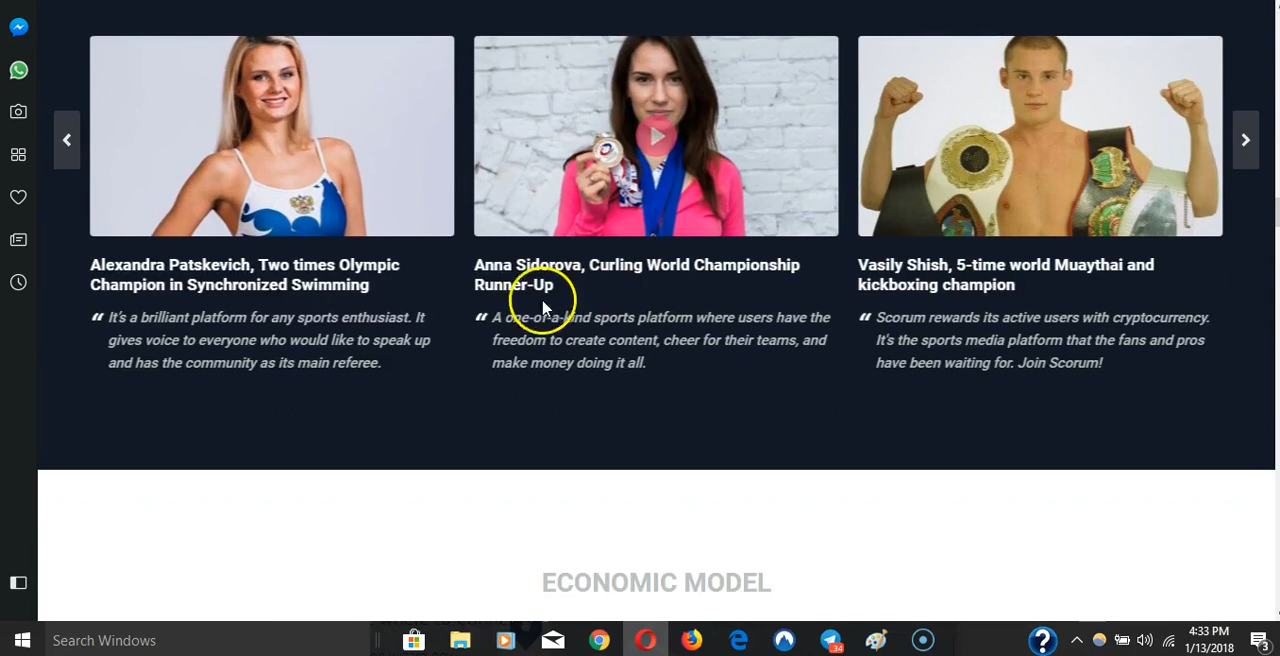 Alexandra Patskevich, Two times Olympic
Champion in Synchronized Swimming
“ It's a brilliant platform for any sports enthusiast. It
gives voice to everyone who would like to speak up
and has the community as its main referee.
Anna Sidorova, Curling World Championship
Runner-Up
“ A one-of-a-kind sports platform where users have the
freedom to create content, cheer for their teams, and
make money doing it all.
Vasily Shish, 5-time world Muaythai and
kickboxing champion
“ Scorum rewards its active users with cryptocurrency.
It's the sports media platform that the fans and pros
have been waiting for. Join Scorum!
ECONOMIC MODEL
Search Windows
34
4:33 PM
1/13/2018
3